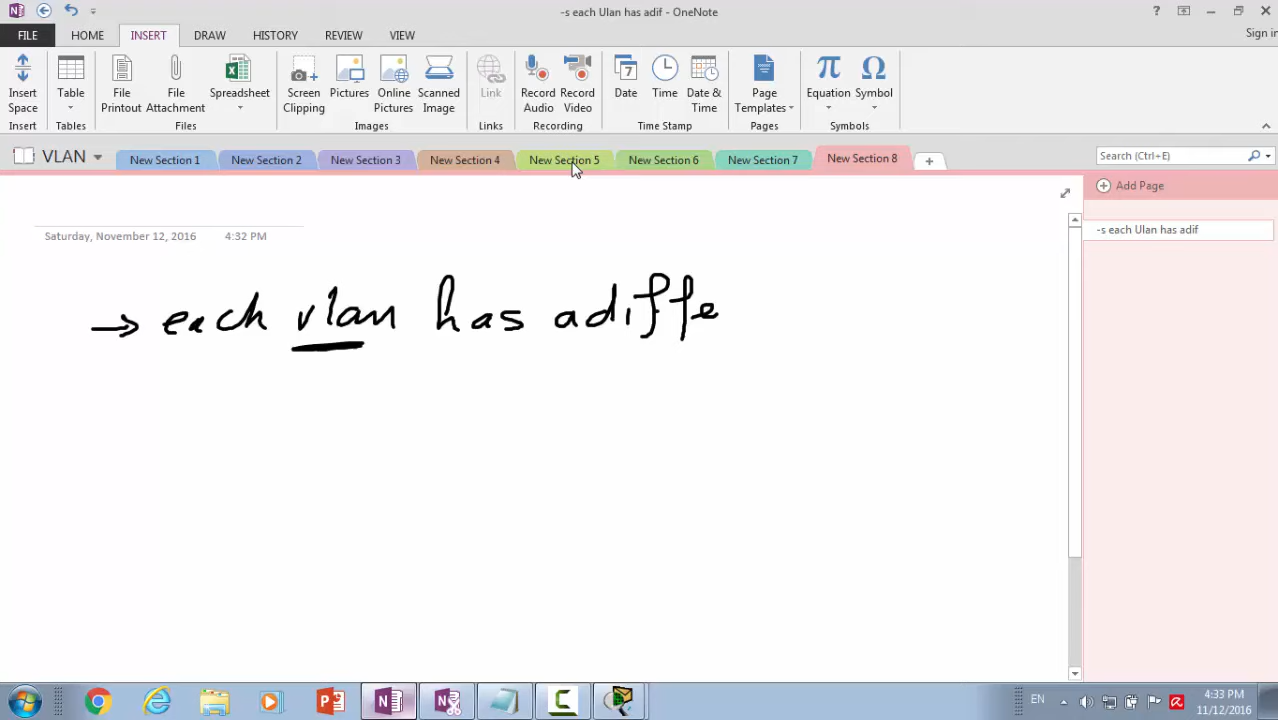 -s each Ulan has adif - OneNote
? Sign in
FILE HOME INSERT DRAW HISTORY REVIEW VIEW
Insert Space
Table
File Printout
File Attachment
Spreadsheet
Screen Clipping
Pictures
Online Pictures
Scanned Image
Link
Record Audio
Record Video
Date
Time
Date & Time
Page Templates
π Equation
Ω Symbol
Insert Tables Files Images Links Recording Time Stamp Pages Symbols
VLAN New Section 1 New Section 2 New Section 3 New Section 4 New Section 5 New Section 6 New Section 7 New Section 8 + Search (Ctrl+E)
Add Page
-s each Ulan has adif
Saturday, November 12, 2016 4:32 PM
→ each vlan has adiffe
EN 4:33 PM
11/12/2016